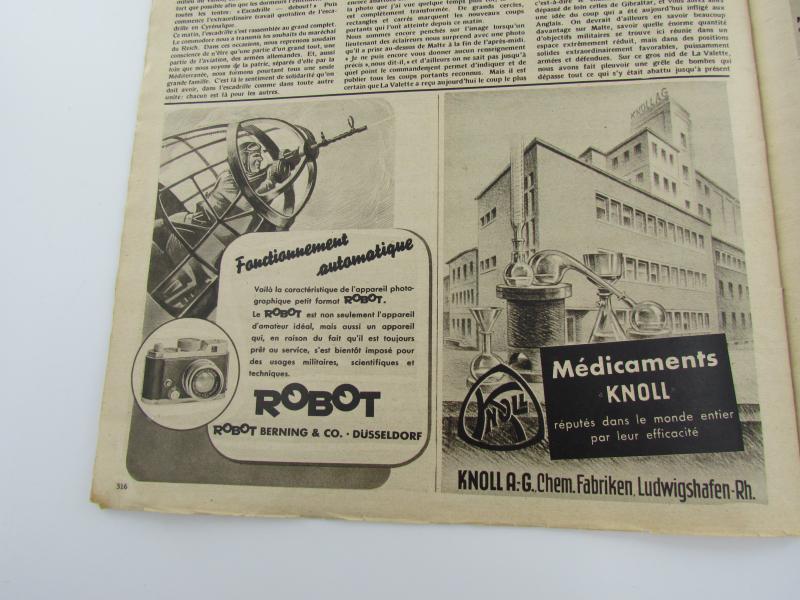 tort que possible afin que les dormeurs l'entendent
toutes les tentes: « Escadrille — debout! » Puis
commence l'extraordinaire travail quotidien de l'esca-
drille en Cyrénaïque.
Ce matin, l'escadrille est rassemblée au grand complet.
Le commodore nous a transmis les souhaits du maréchal
du Reich. Dans ces occasions, nous reprenons soudain
conscience de n'être qu'une partie d'un grand tout, une
partie de l'aviation, des armées allemandes. Et, aussi
loin que nous soyons de la patrie, séparés d'elle par la
Méditerranée, nous formons pourtant tous une seule
grande famille. C'est là le sentiment de solidarité qu'on
doit avoir, dans l'escadrille comme dans toute autre
unité: chacun est là pour les autres.
la photo que j'ai vue quelque temps plus tôt, est
complètement transformée. De grands cercles,
rectangles et carrés marquent les nouveaux coups
portants qui l'ont atteinte depuis ce matin.
Nous sommes encore penchés sur l'image lorsqu'un
lieutenant des éclaireurs nous surprend avec une photo
qu'il a prise au-dessus de Malte à la fin de l'après-midi.
« Je ne puis encore vous donner aucun renseignement
précis », nous dit-il, « et d'ailleurs on ne sait pas jusqu'à
quel point le commandement permet d'indiquer et de
publier tous les coups portants reconnus. Mais il est
certain que La Valette a reçu aujourd'hui le coup le plus
dépassé de loin celles de Gibraltar, et vous aurez alors
une idée du coup qui a été aujourd'hui porté aux
Anglais. On devrait d'ailleurs en savoir beaucoup
davantage sur Malte, savoir quelle énorme quantité
d'objectifs militaires se trouve ici réunie dans un
espace extrêmement réduit, mais dans des positions
solides extraordinairement favorables, puissamment
armées et défendues. Sur ce gros nid de La Valette,
nous avons fait pleuvoir une grêle de bombes qui
dépasse tout ce qui s'y était abattu jusqu'à présent
Fonctionnement
automatique
Voilà la caractéristique de l'appareil photo-
graphique petit format ROBOT.
Le ROBOT est non seulement l'appareil
d'amateur idéal, mais aussi un appareil
qui, en raison du fait qu'il est toujours
prêt au service, s'est bientôt imposé pour
des usages militaires, scientifiques et
techniques.
ROBOT
ROBOT BERNING & CO. · DÜSSELDORF
316
KNOLL A.G.
Médicaments
"KNOLL"
réputés dans le monde entier
par leur efficacité
KNOLL
KNOLL A.-G., Chem. Fabriken, Ludwigshafen-Rh.